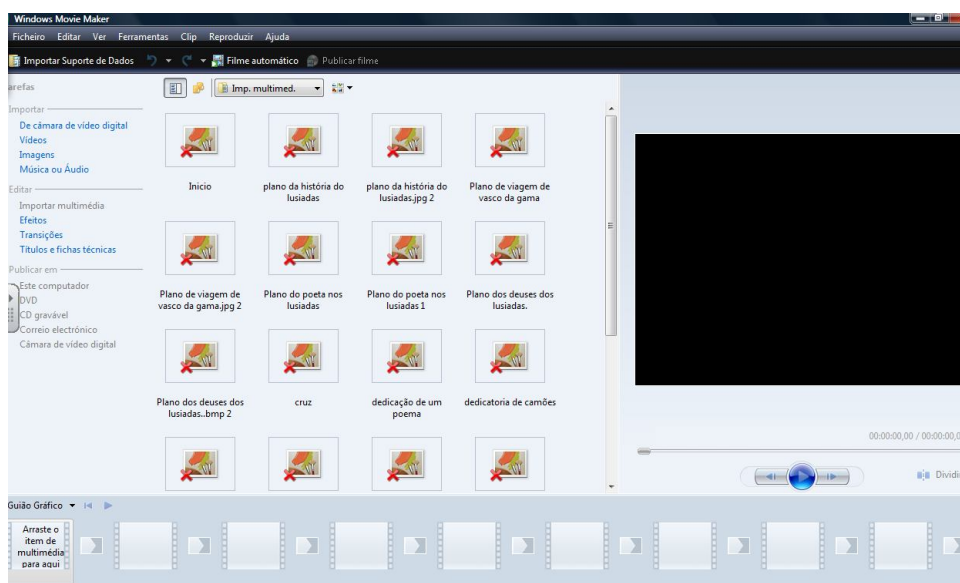 Windows Movie Maker
Ficheiro Editar Ver Ferramentas Clip Reproduzir Ajuda
Importar Suporte de Dados Filme automático Publicar filme
arefas
Imp. multimed.
Importar
De câmara de vídeo digital
Vídeos
Imagens
Música ou Áudio
Editar
Importar multimédia
Efeitos
Transições
Títulos e fichas técnicas
Publicar em
Este computador
DVD
CD gravável
Correio electrónico
Câmara de vídeo digital
Inicio
plano da história do
lusiadas
plano da história do
lusiadas.jpg 2
Plano de viagem de
vasco da gama
Plano de viagem de
vasco da gama.jpg 2
Plano do poeta nos
lusiadas
Plano do poeta nos
lusiadas 1
Plano dos deuses dos
lusiadas.
Plano dos deuses dos
lusiadas..bmp 2
cruz
dedicação de um
poema
dedicatoria de camões
00:00:00,00 / 00:00:00,0
Dividi
Guião Gráfico
Arraste o
item de
multimédia
para aqui